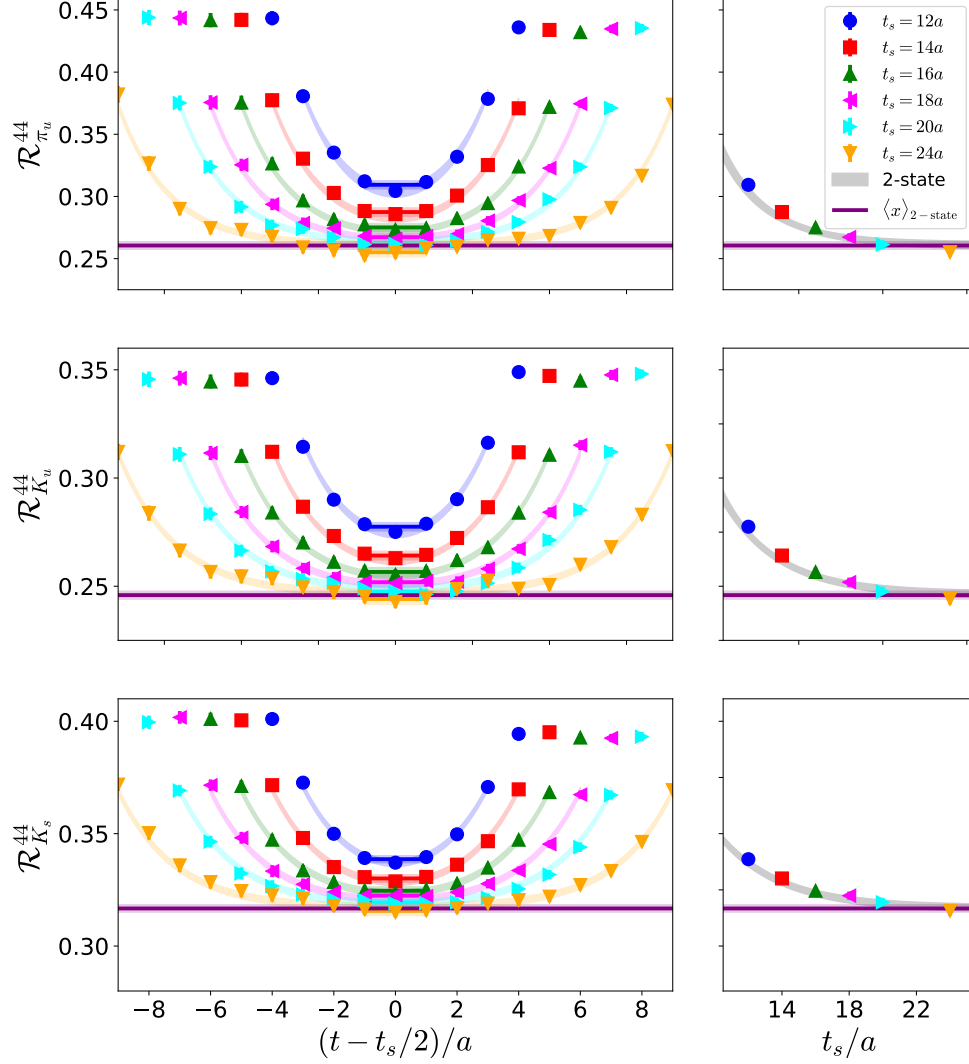 0.45
0.40
0.35
0.30
0.25
$\mathcal{R}^{44}_{\pi_u}$
$t_s = 12a$
$t_s = 14a$
$t_s = 16a$
$t_s = 18a$
$t_s = 20a$
$t_s = 24a$
2-state
$\langle x \rangle_{2-\mathrm{state}}$
0.35
0.30
0.25
$\mathcal{R}^{44}_{K_u}$
0.40
0.35
0.30
$\mathcal{R}^{44}_{K_s}$
−8 −6 −4 −2 0 2 4 6 8
$(t - t_s/2)/a$
14 18 22
$t_s/a$